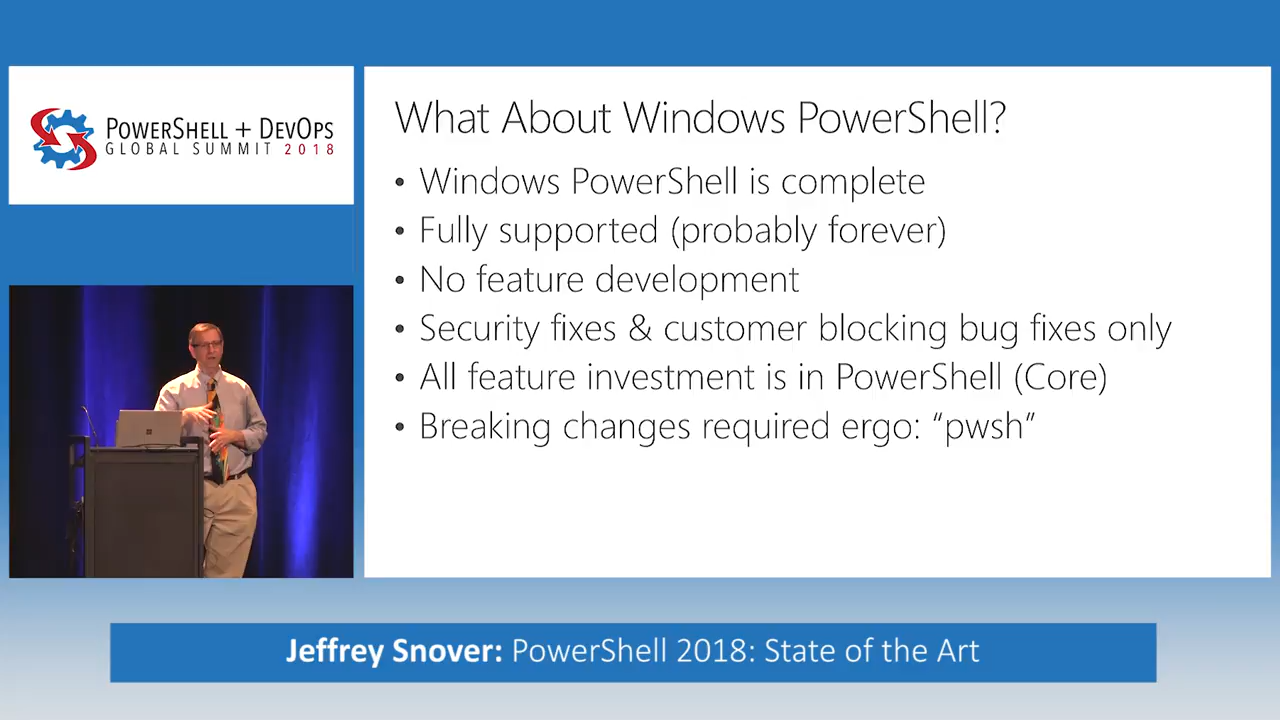 POWERSHELL + DEVOPS
GLOBAL SUMMIT 2018
What About Windows PowerShell?
• Windows PowerShell is complete
• Fully supported (probably forever)
• No feature development
• Security fixes & customer blocking bug fixes only
• All feature investment is in PowerShell (Core)
• Breaking changes required ergo: “pwsh”
Jeffrey Snover: PowerShell 2018: State of the Art